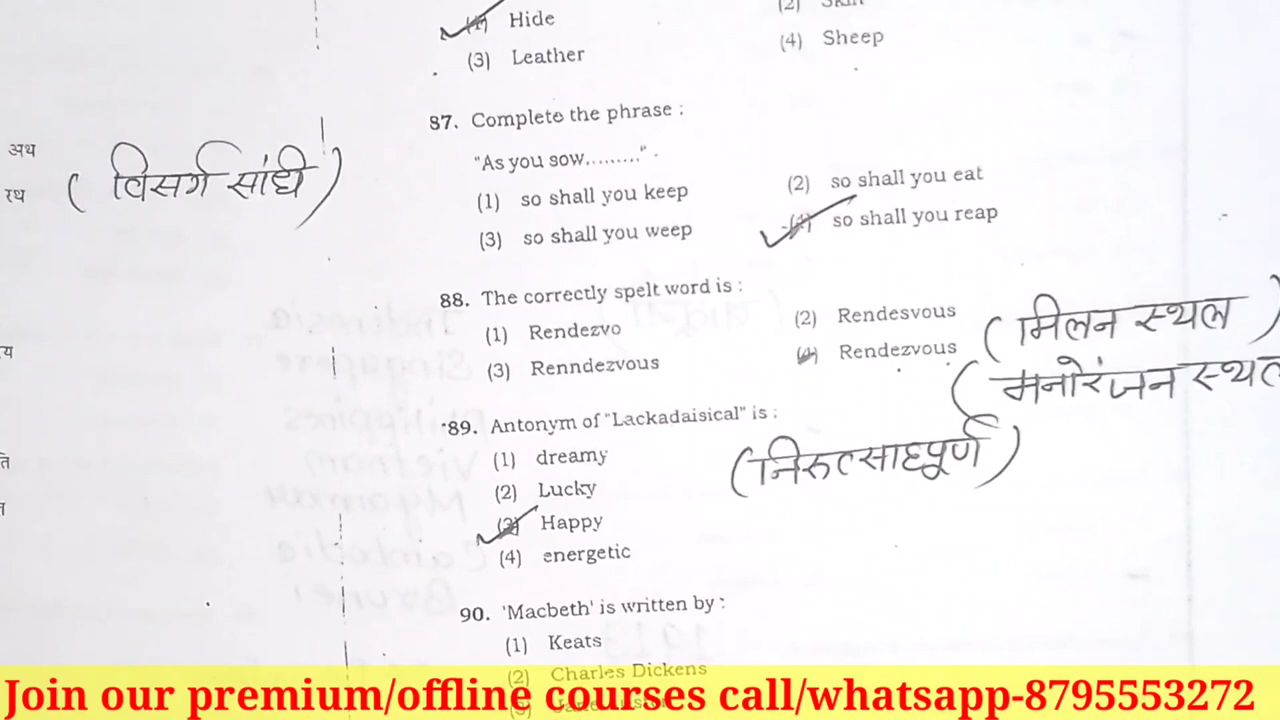 (1) Hide
(2) Skin
(3) Leather
(4) Sheep
87. Complete the phrase :
"As you sow........."
(1) so shall you keep
(2) so shall you eat
(3) so shall you weep
(4) so shall you reap
88. The correctly spelt word is :
(1) Rendezvo
(2) Rendesvous
(3) Renndezvous
(4) Rendezvous
·89. Antonym of "Lackadaisical" is :
(1) dreamy
(2) Lucky
(3) Happy
(4) energetic
90. 'Macbeth' is written by :
(1) Keats
(2) Charles Dickens
अथ
रथ
(विसर्ग सांधी)
(मिलन स्थल)
(मनोरंजन स्थल
(निरुत्साहपूर्ण)
Join our premium/offline courses call/whatsapp-8795553272